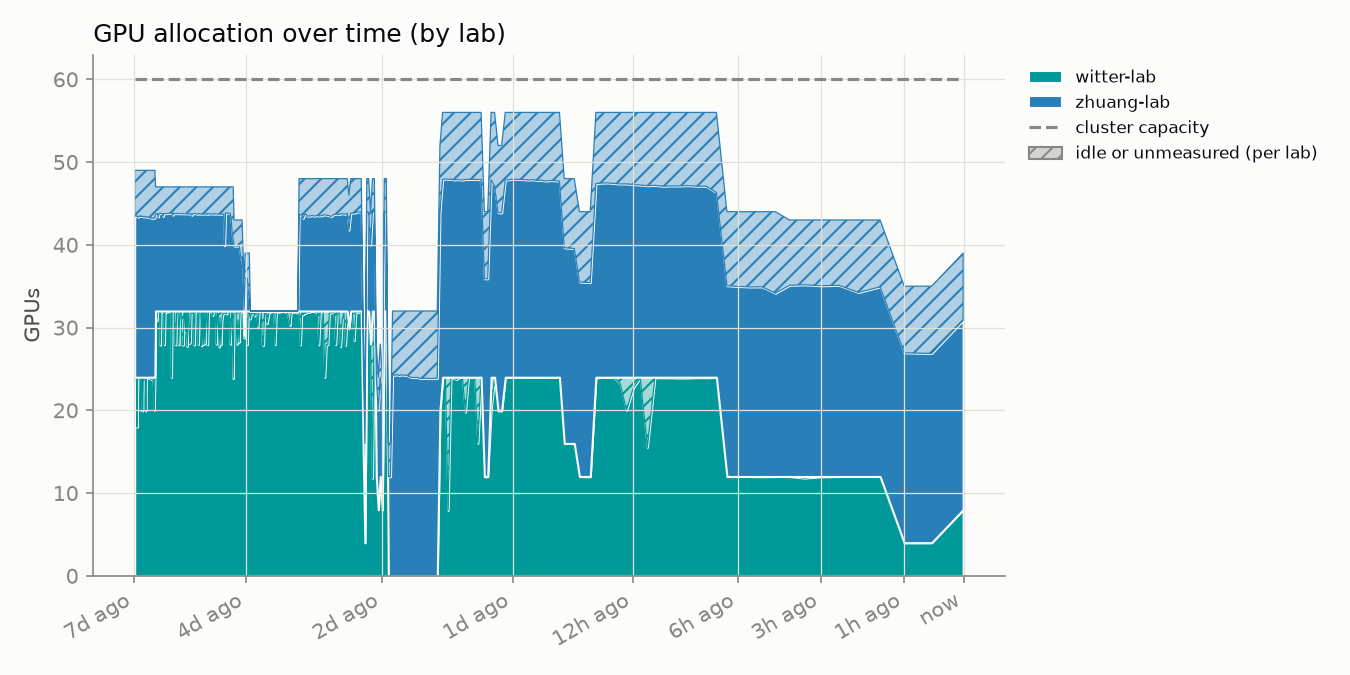 GPU allocation over time (by lab)
60
50
40
30
20
10
0
GPUs
7d ago
4d ago
2d ago
1d ago
12h ago
6h ago
3h ago
1h ago
now
witter-lab
zhuang-lab
cluster capacity
idle or unmeasured (per lab)